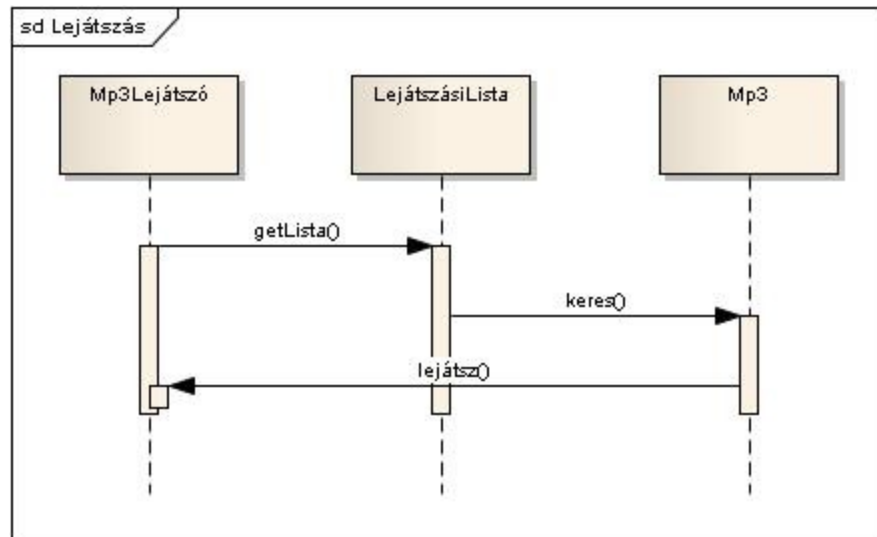 sd Lejátszás
Mp3Lejátszó
LejátszásiLista
Mp3
getLista()
keres()
lejátsz()